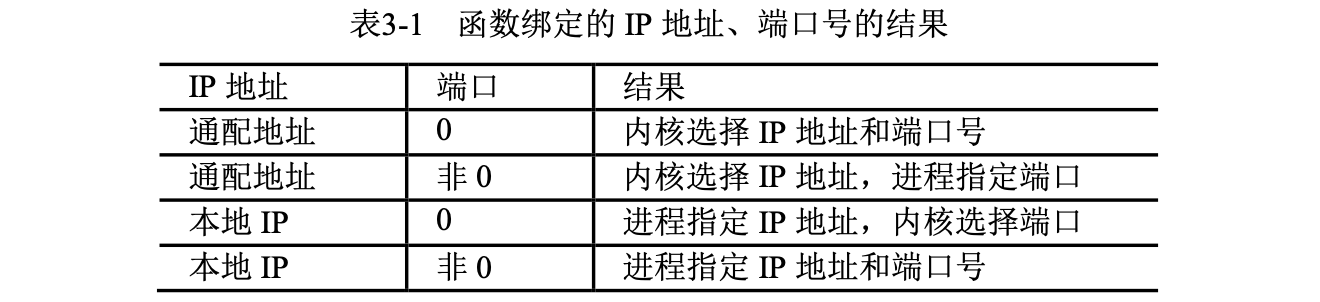 表3-1 函数绑定的 IP 地址、端口号的结果
IP 地址 端口 结果
通配地址 0 内核选择 IP 地址和端口号
通配地址 非 0 内核选择 IP 地址，进程指定端口
本地 IP 0 进程指定 IP 地址，内核选择端口
本地 IP 非 0 进程指定 IP 地址和端口号